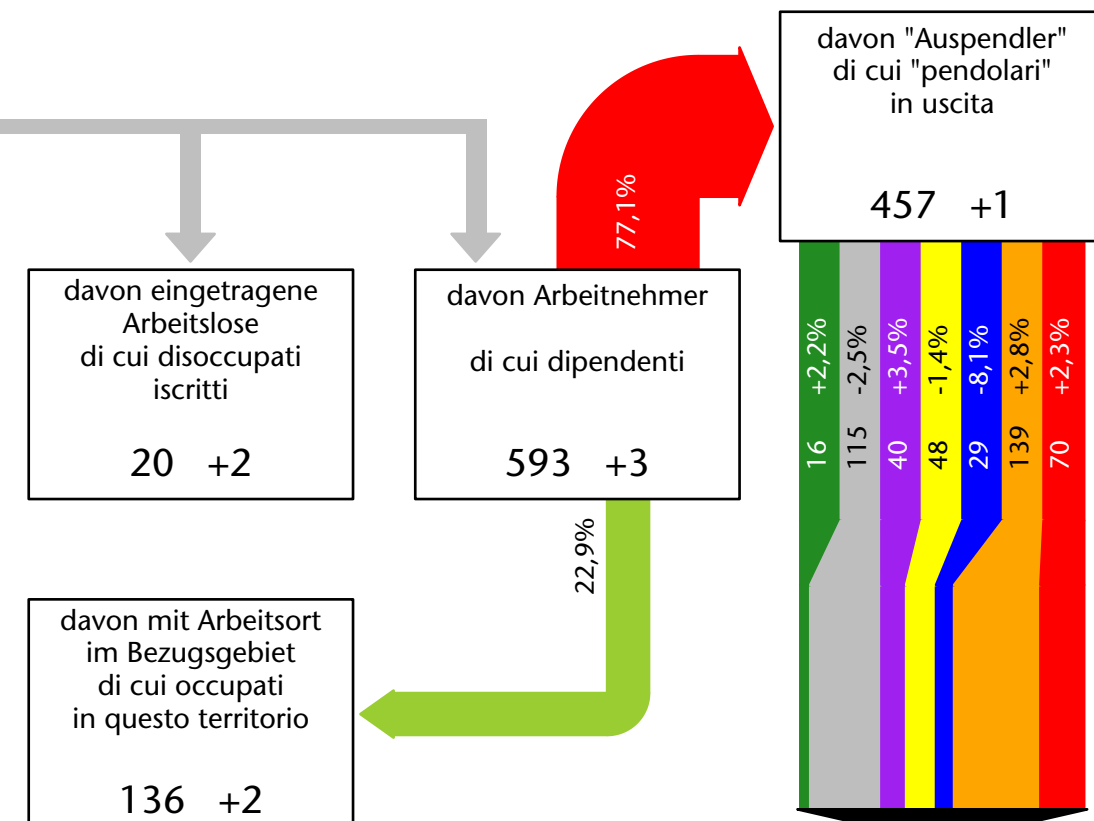 davon "Auspendler"
di cui "pendolari"
in uscita
457 +1
77,1%
davon eingetragene
Arbeitslose
di cui disoccupati
iscritti
20 +2
davon Arbeitnehmer
di cui dipendenti
593 +3
16 +2,2%
115 -2,5%
40 +3,5%
48 -1,4%
29 -8,1%
139 +2,8%
70 +2,3%
22,9%
davon mit Arbeitsort
im Bezugsgebiet
di cui occupati
in questo territorio
136 +2